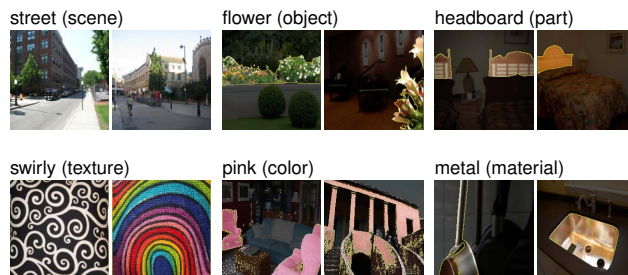 street (scene)
flower (object)
headboard (part)
swirly (texture)
pink (color)
metal (material)